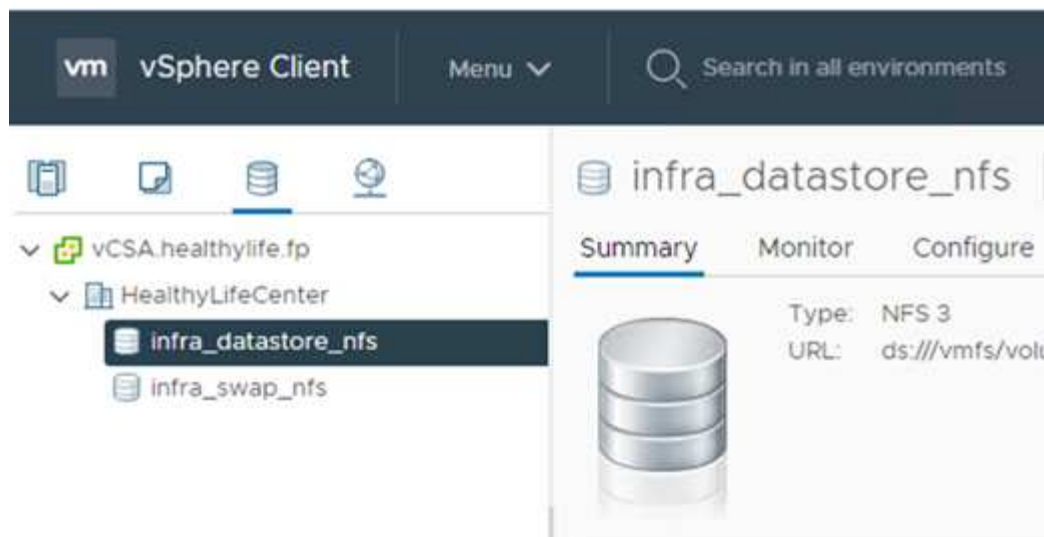 vm vSphere Client Menu Search in all environments
infra_datastore_nfs
Summary Monitor Configure
vCSA.healthylife.fp
HealthyLifeCenter
infra_datastore_nfs
infra_swap_nfs
Type: NFS 3
URL: ds:///vmfs/volu